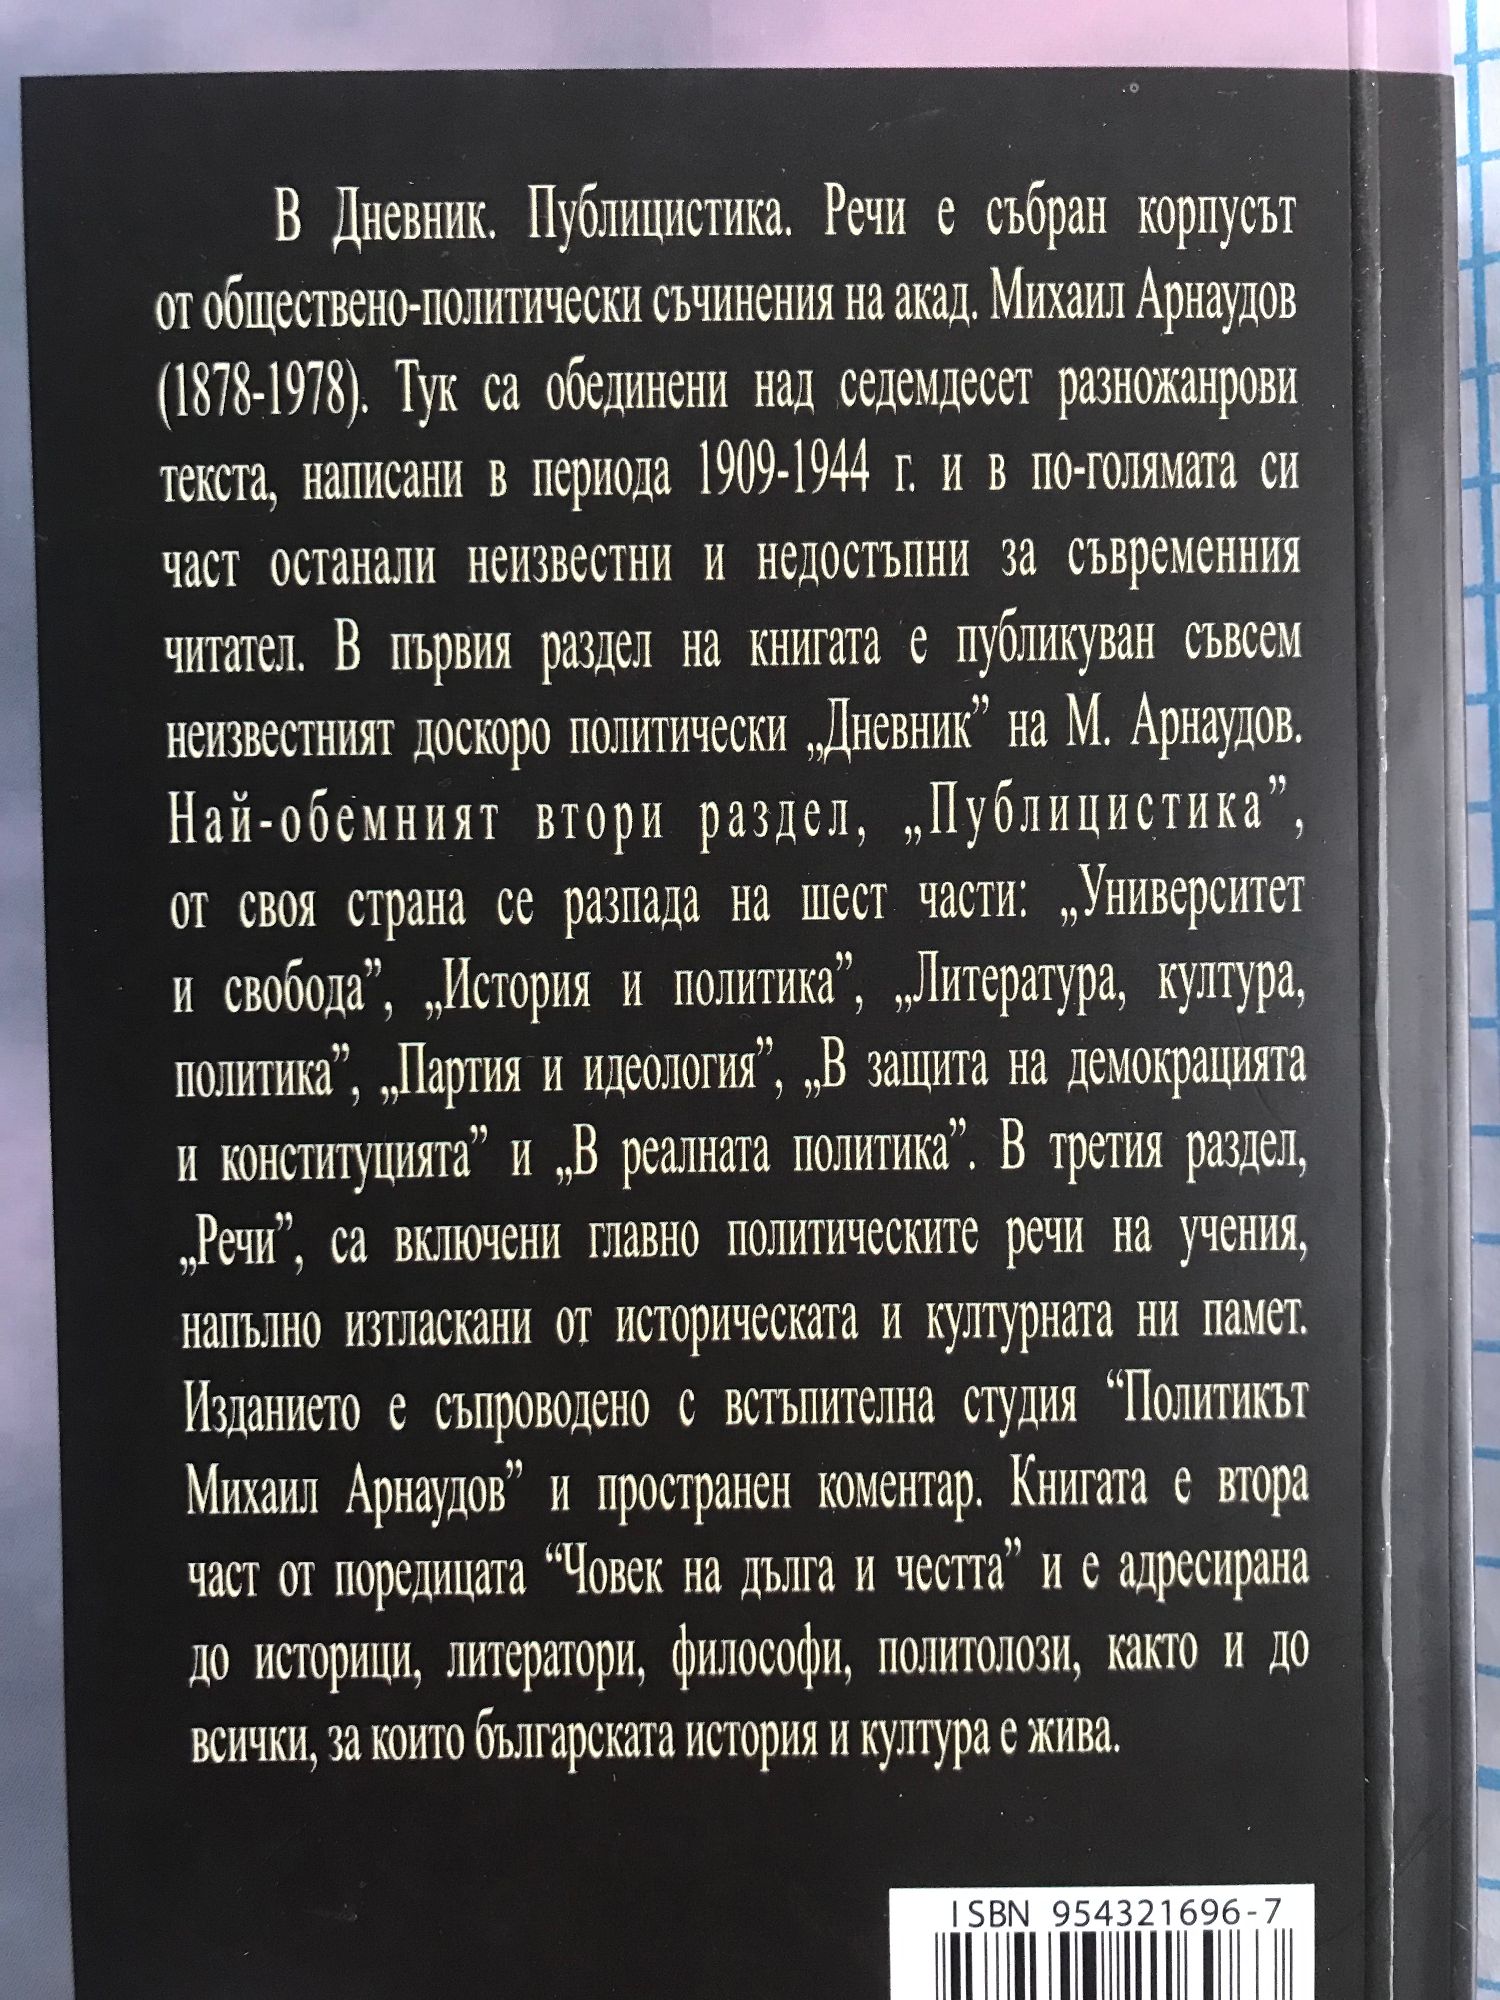 В Дневник. Публицистика. Речи е събран корпусът
от обществено-политически съчинения на акад. Михаил Арнаудов
(1878-1978). Тук са обединени над седемдесет разножанрови
текста, написани в периода 1909-1944 г. и в по-голямата си
част останали неизвестни и недостъпни за съвременния
читател. В първия раздел на книгата е публикуван съвсем
неизвестният доскоро политически „Дневник” на М. Арнаудов.
Най-обемният втори раздел, „Публицистика”,
от своя страна се разпада на шест части: „Университет
и свобода”, „История и политика”, „Литература, култура,
политика”, „Партия и идеология”, „В защита на демокрацията
и конституцията” и „В реалната политика”. В третия раздел,
„Речи”, са включени главно политическите речи на учения,
напълно изтласкани от историческата и културната ни памет.
Изданието е съпроводено с встъпителна студия “Политикът
Михаил Арнаудов” и пространен коментар. Книгата е втора
част от поредицата “Човек на дълга и честта” и е адресирана
до историци, литератори, философи, политолози, както и до
всички, за които българската история и култура е жива.
ISBN 954321696-7